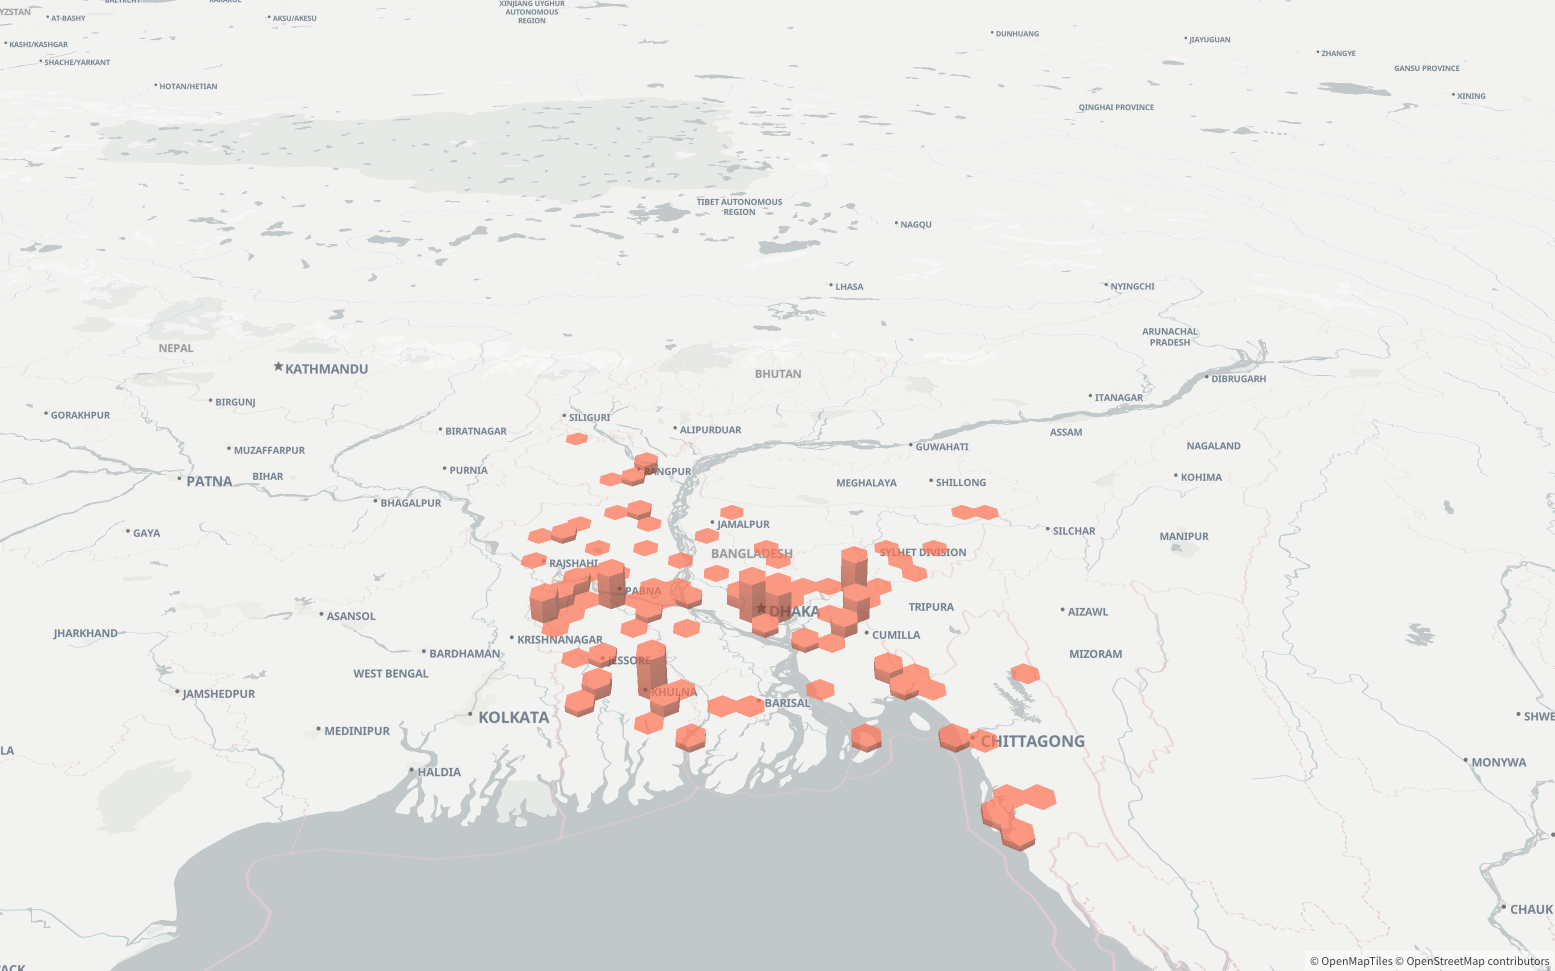 XINJIANG UYGHUR
AUTONOMOUS
REGION
AT-BASHY
AKSU/AKESU
DUNHUANG
JIAYUGUAN
KASHI/KASHGAR
ZHANGYE
SHACHE/YARKANT
GANSU PROVINCE
HOTAN/HETIAN
XINING
QINGHAI PROVINCE
TIBET AUTONOMOUS
REGION
NAGQU
LHASA
NYINGCHI
ARUNACHAL
PRADESH
NEPAL
KATHMANDU
BHUTAN
DIBRUGARH
BIRGUNJ
ITANAGAR
GORAKHPUR
SILIGURI
BIRATNAGAR
ALIPURDUAR
ASSAM
MUZAFFARPUR
GUWAHATI
NAGALAND
PURNIA
RANGPUR
BIHAR
PATNA
MEGHALAYA
SHILLONG
KOHIMA
BHAGALPUR
JAMALPUR
GAYA
SILCHAR
MANIPUR
BANGLADESH
SYLHET DIVISION
RAJSHAHI
PABNA
ASANSOL
DHAKA
TRIPURA
AIZAWL
JHARKHAND
KRISHNANAGAR
CUMILLA
BARDHAMAN
JESSORE
MIZORAM
WEST BENGAL
JAMSHEDPUR
KHULNA
BARISAL
KOLKATA
SHWE
MEDINIPUR
CHITTAGONG
LA
HALDIA
MONYWA
CHAUK
© OpenMapTiles © OpenStreetMap contributors